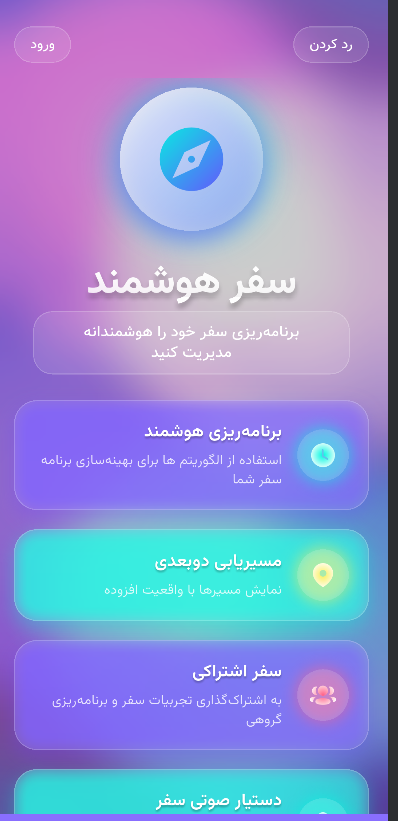 رد کردن
ورود
سفر هوشمند
برنامه‌ریزی سفر خود را هوشمندانه
مدیریت کنید
برنامه‌ریزی هوشمند
استفاده از الگوریتم ها برای بهینه‌سازی برنامه
سفر شما
مسیریابی دوبعدی
نمایش مسیرها با واقعیت افزوده
سفر اشتراکی
به اشتراک‌گذاری تجربیات سفر و برنامه‌ریزی
گروهی
دستیار صوتی سفر